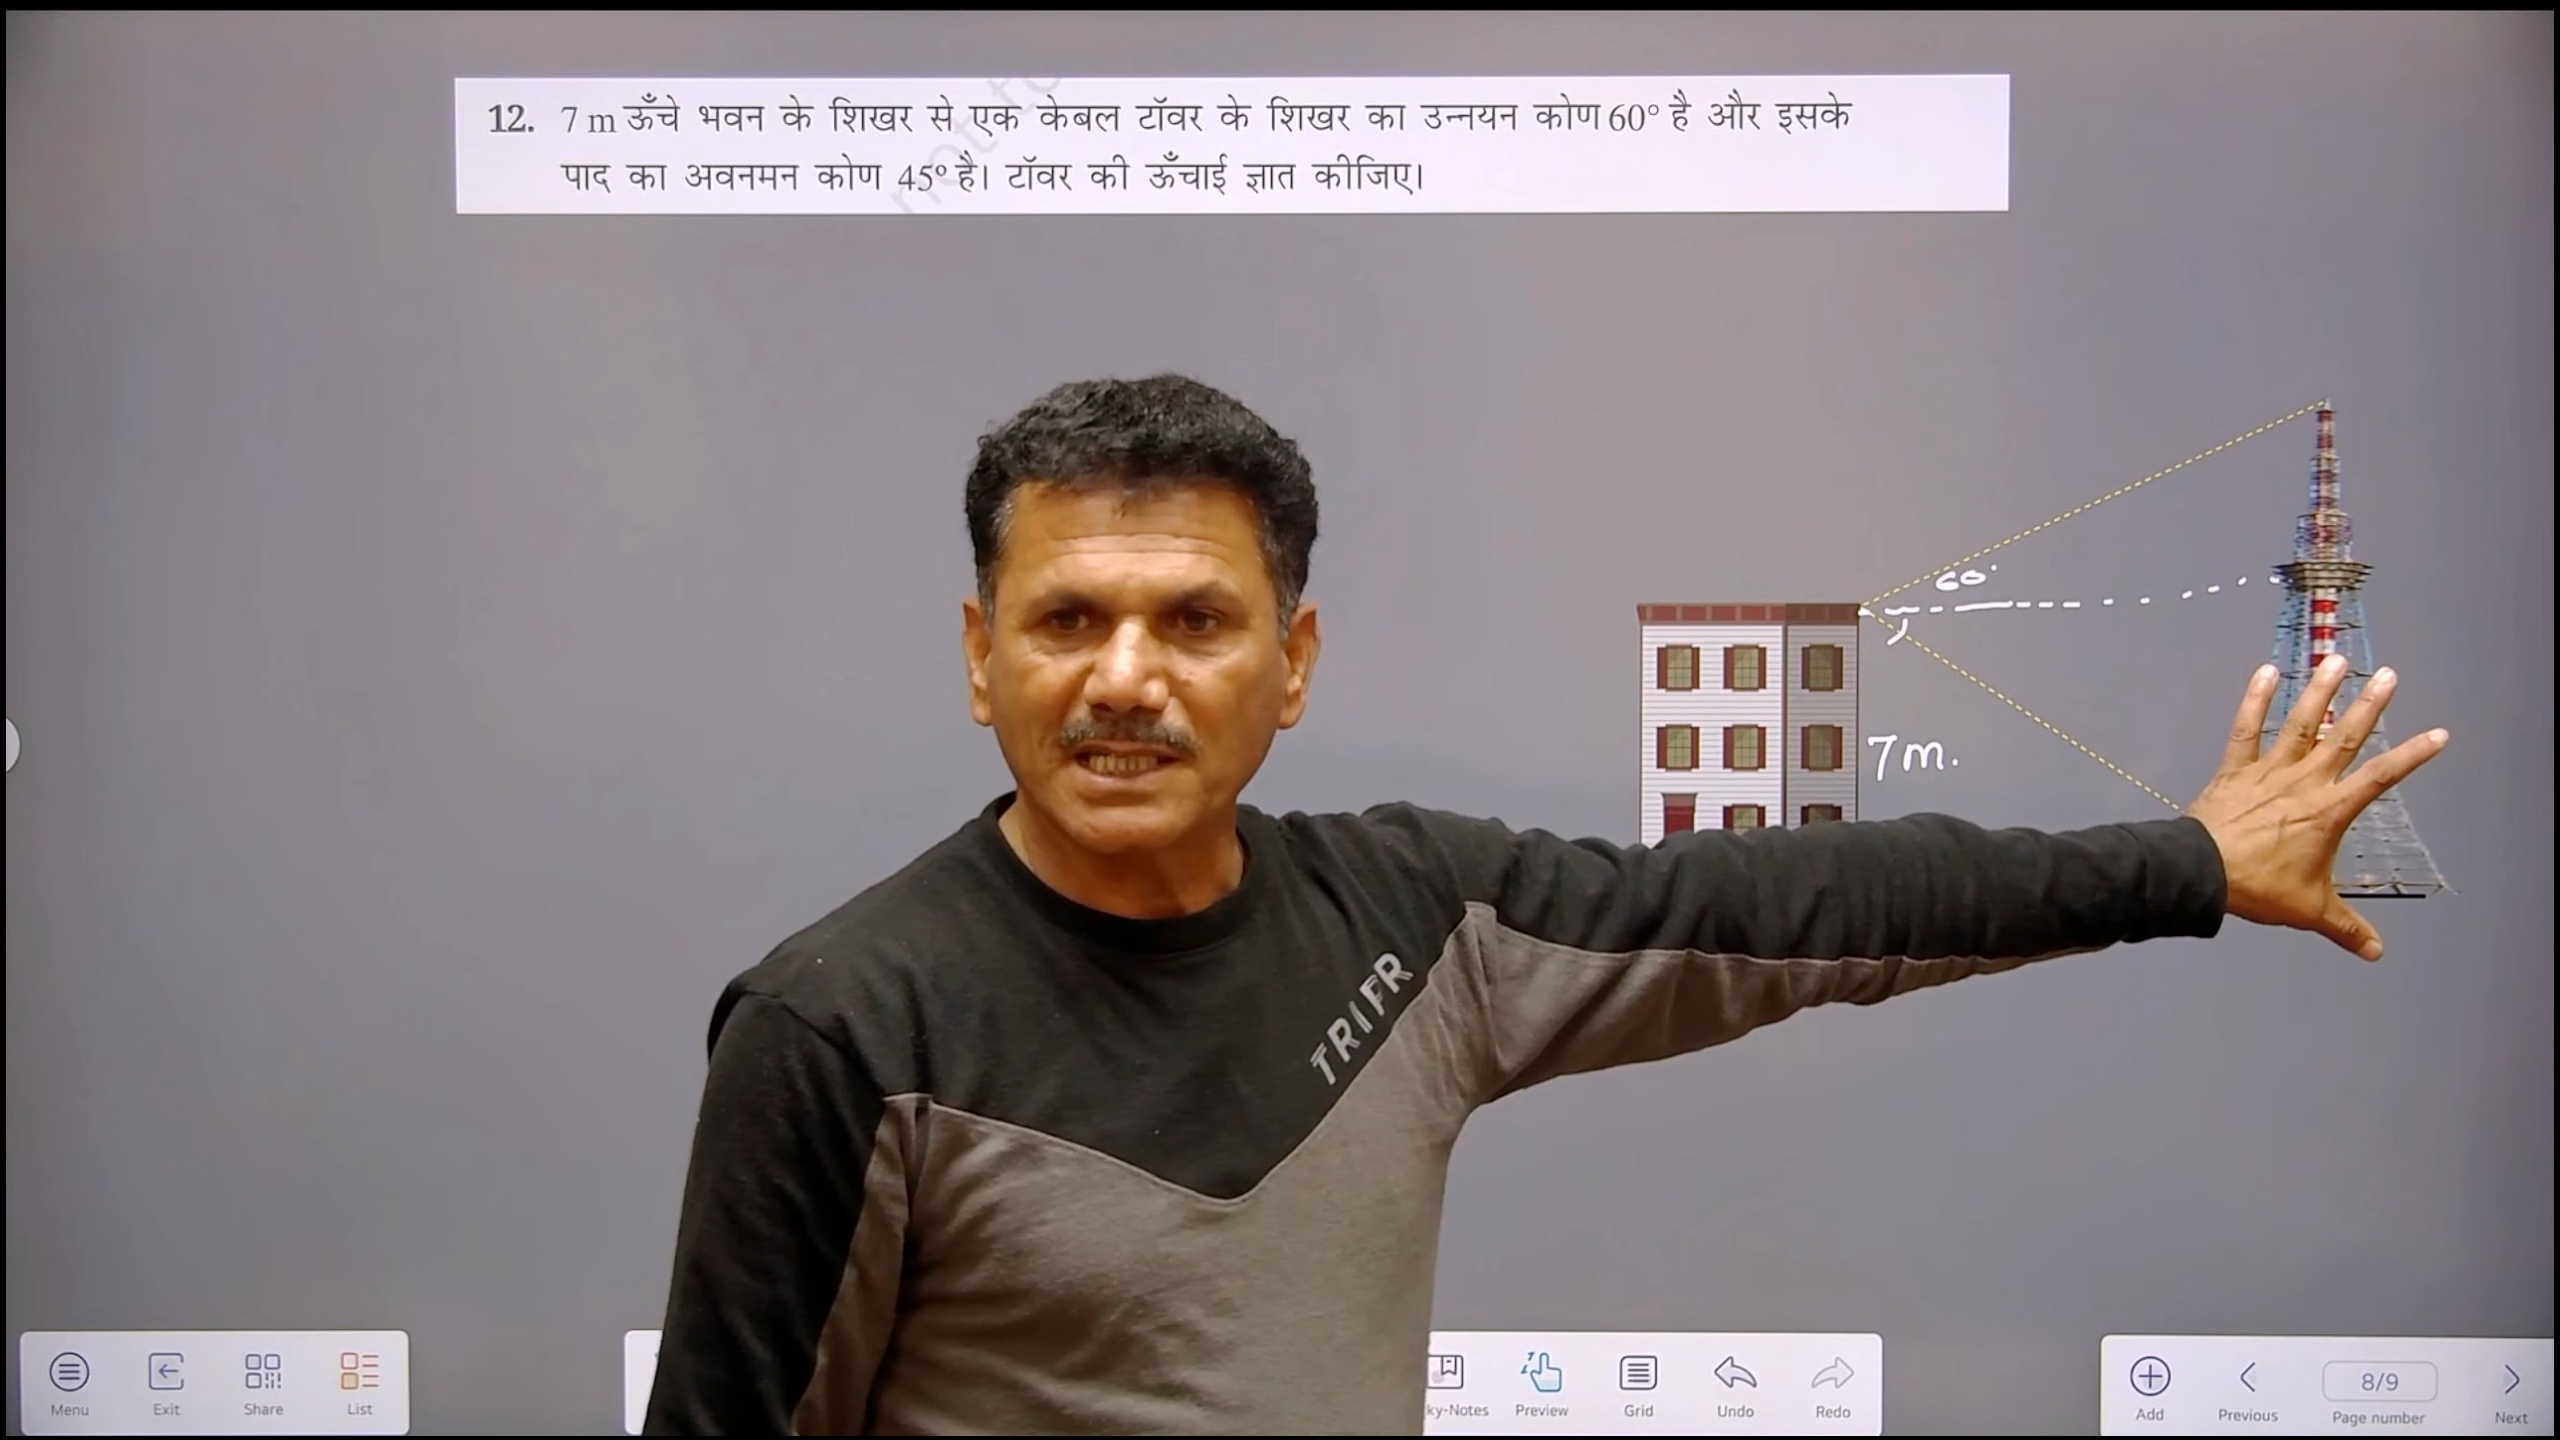 12. 7 m ऊँचे भवन के शिखर से एक केबल टॉवर के शिखर का उन्नयन कोण 60° है और इसके
पाद का अवनमन कोण 45° है। टॉवर की ऊँचाई ज्ञात कीजिए।
60°
7m.
TRIPR
Menu
Exit
Share
List
ky-Notes
Preview
Grid
Undo
Redo
Add
Previous
8/9
Page number
Next